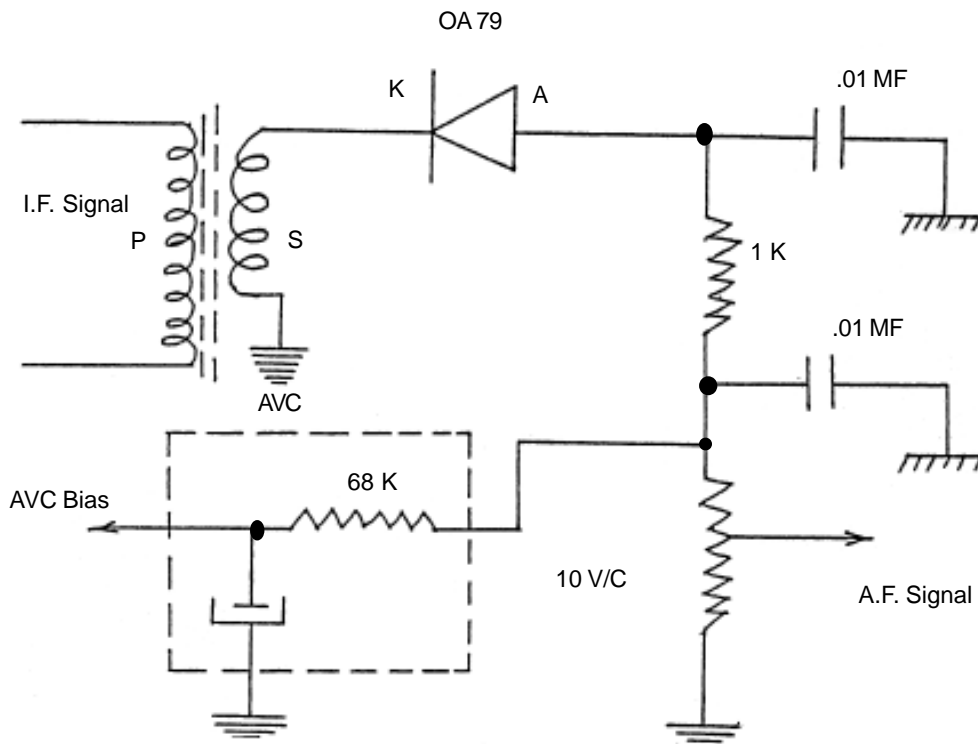 OA 79
K
A
.01 MF
I.F. Signal
P
S
1 K
.01 MF
AVC
68 K
AVC Bias
10 V/C
A.F. Signal